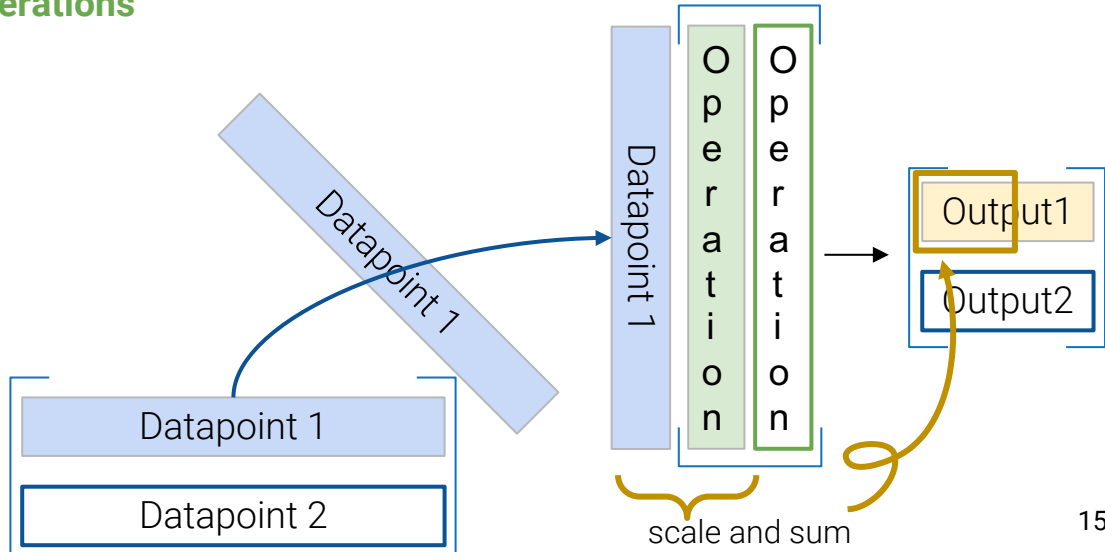 erations
Datapoint 1
Datapoint 1
Operation
Operation
Output1
Output2
Datapoint 1
Datapoint 2
scale and sum
15